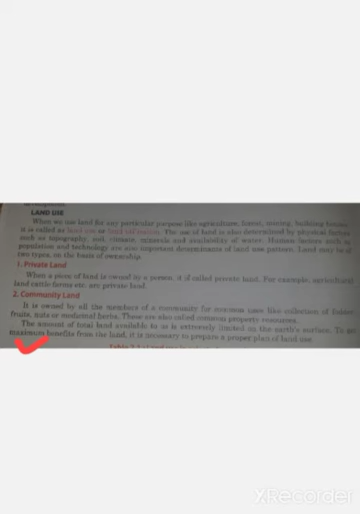 LAND USE
When we use land for any particular purpose like agriculture, forest, mining, building houses,
it is called as land use or land utilisation. The use of land is also determined by physical factors
such as topography, soil, climate, minerals and availability of water. Human factors such as
population and technology are also important determinants of land use pattern. Land may be of
two types, on the basis of ownership.
1. Private Land
When a piece of land is owned by a person, it if called private land. For example, agricultural
land cattle farms etc. are private land.
2. Community Land
It is owned by all the members of a community for common uses like collection of fodder
fruits, nuts or medicinal herbs. These are also called common property resources.
The amount of total land available to us is extremely limited on the earth's surface. To get
maximum benefits from the land, it is necessary to prepare a proper plan of land use.
XRecorder